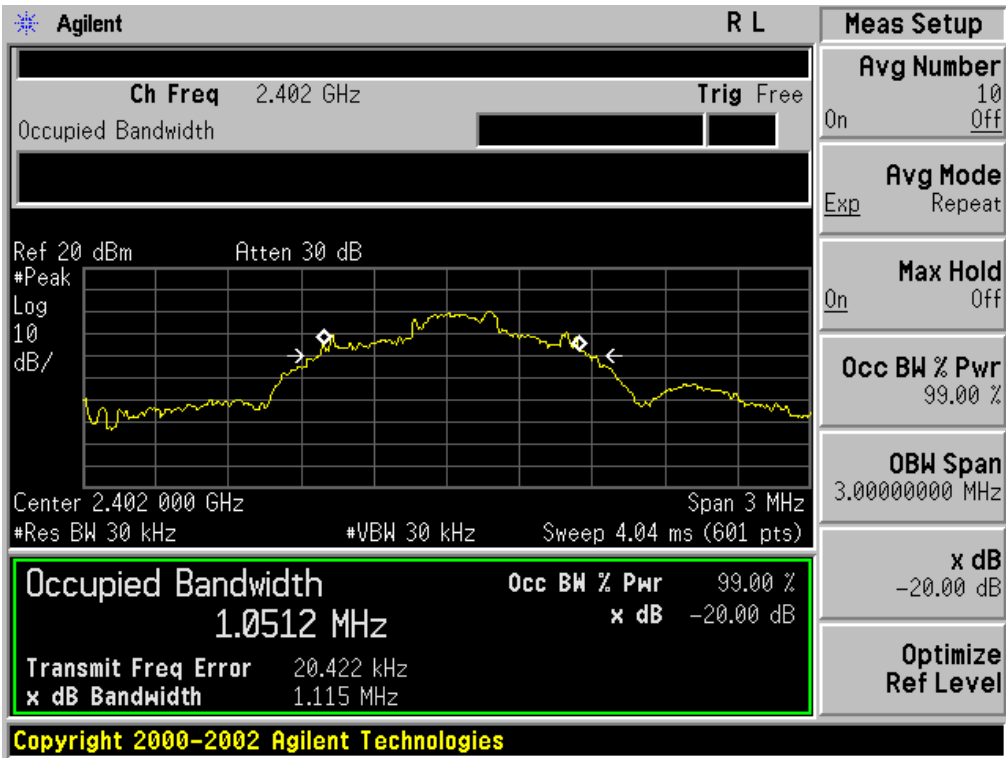 Agilent R L
Ch Freq 2.402 GHz Trig Free
Occupied Bandwidth
Ref 20 dBm Atten 30 dB
#Peak
Log
10
dB/
Center 2.402 000 GHz Span 3 MHz
#Res BW 30 kHz #VBW 30 kHz Sweep 4.04 ms (601 pts)
Occupied Bandwidth Occ BW % Pwr 99.00 %
1.0512 MHz x dB -20.00 dB
Transmit Freq Error 20.422 kHz
x dB Bandwidth 1.115 MHz
Copyright 2000-2002 Agilent Technologies
Meas Setup
Avg Number
10
On Off
Avg Mode
Exp Repeat
Max Hold
On Off
Occ BW % Pwr
99.00 %
OBW Span
3.00000000 MHz
x dB
-20.00 dB
Optimize
Ref Level